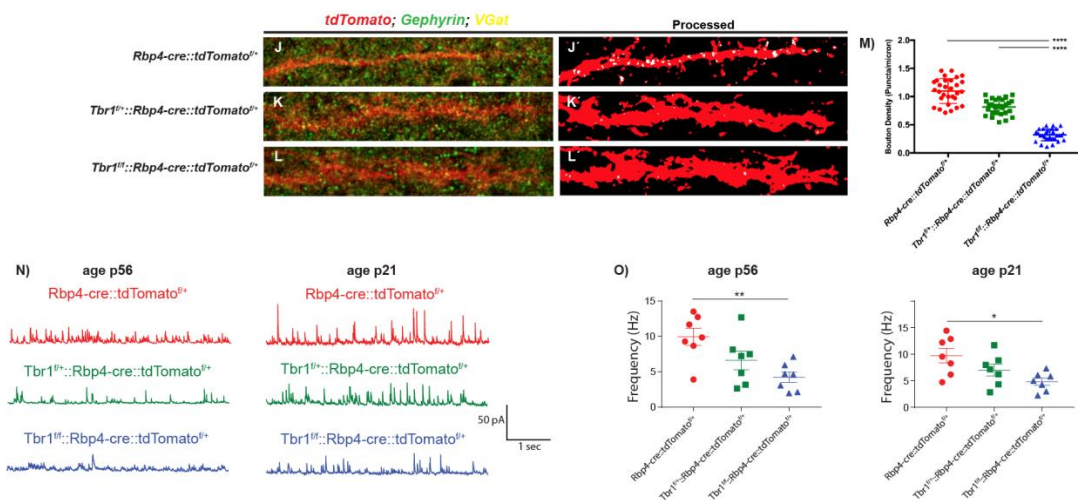 tdTomato; Gephyrin; VGat
Processed
Rbp4-cre::tdTomato^f/+
J
J´
Tbr1^f/+::Rbp4-cre::tdTomato^f/+
K
K´
Tbr1^f/f::Rbp4-cre::tdTomato^f/+
L
L´
M)
****
****
Bouton Density (Puncta/micron)
2.0
1.5
1.0
0.5
0.0
Rbp4-cre::tdTomato^f/+
Tbr1^f/+::Rbp4-cre::tdTomato^f/+
Tbr1^f/f::Rbp4-cre::tdTomato^f/+
N)
age p56
age p21
Rbp4-cre::tdTomato^f/+
Rbp4-cre::tdTomato^f/+
Tbr1^f/+::Rbp4-cre::tdTomato^f/+
Tbr1^f/+::Rbp4-cre::tdTomato^f/+
Tbr1^f/f::Rbp4-cre::tdTomato^f/+
Tbr1^f/f::Rbp4-cre::tdTomato^f/+
50 pA
1 sec
O)
age p56
**
Frequency (Hz)
15
10
5
0
Rbp4-cre::tdTomato^f/+
Tbr1^f/+::Rbp4-cre::tdTomato^f/+
Tbr1^f/f::Rbp4-cre::tdTomato^f/+
age p21
*
Frequency (Hz)
15
10
5
0
Rbp4-cre::tdTomato^f/+
Tbr1^f/+::Rbp4-cre::tdTomato^f/+
Tbr1^f/f::Rbp4-cre::tdTomato^f/+